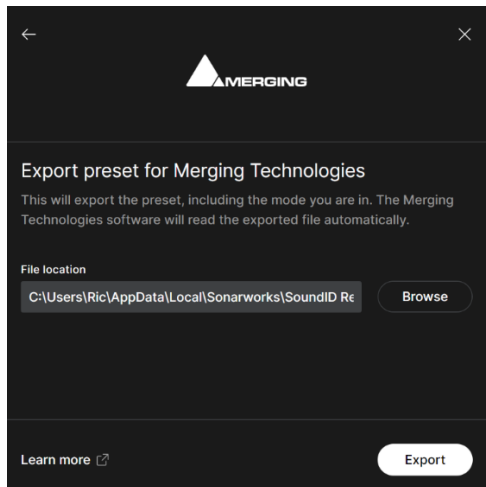 MERGING
Export preset for Merging Technologies
This will export the preset, including the mode you are in. The Merging
Technologies software will read the exported file automatically.
File location
C:\Users\Ric\AppData\Local\Sonarworks\SoundID Re
Browse
Learn more
Export